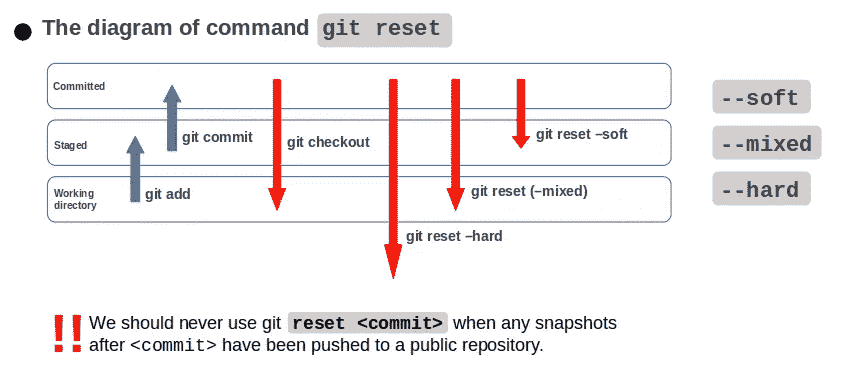 The diagram of command git reset
Committed
--soft
git commit
git checkout
git reset –soft
Staged
--mixed
Working
directory
git add
git reset (–mixed)
--hard
git reset –hard
!! We should never use git reset <commit> when any snapshots
after <commit> have been pushed to a public repository.